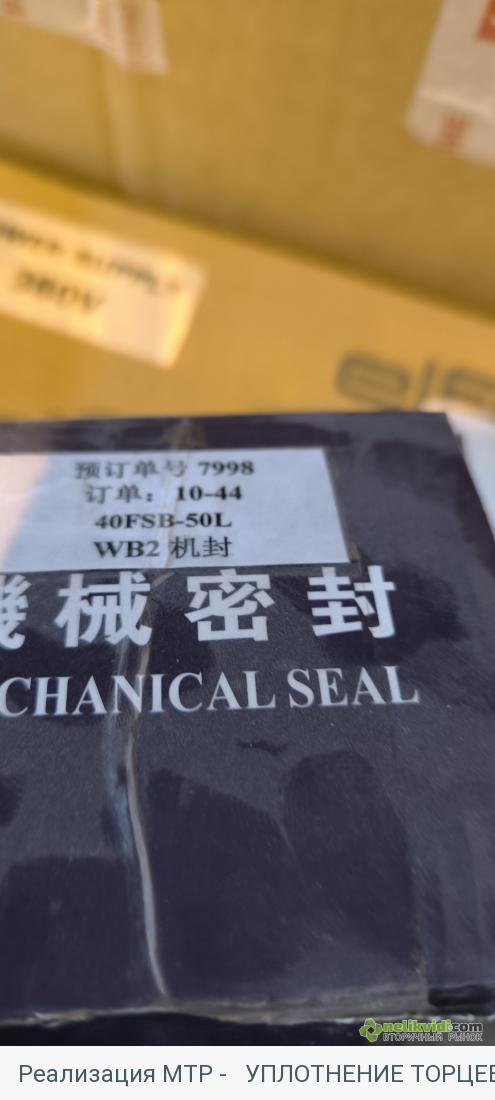 380V
预订单号 7998
订单：10-44
40FSB-50L
WB2 机封
機械密封
CHANICAL SEAL
nelikvidi.com
ВТОРИЧНЫЙ РЫНОК
Реализация МТР - УПЛОТНЕНИЕ ТОРЦЕВ